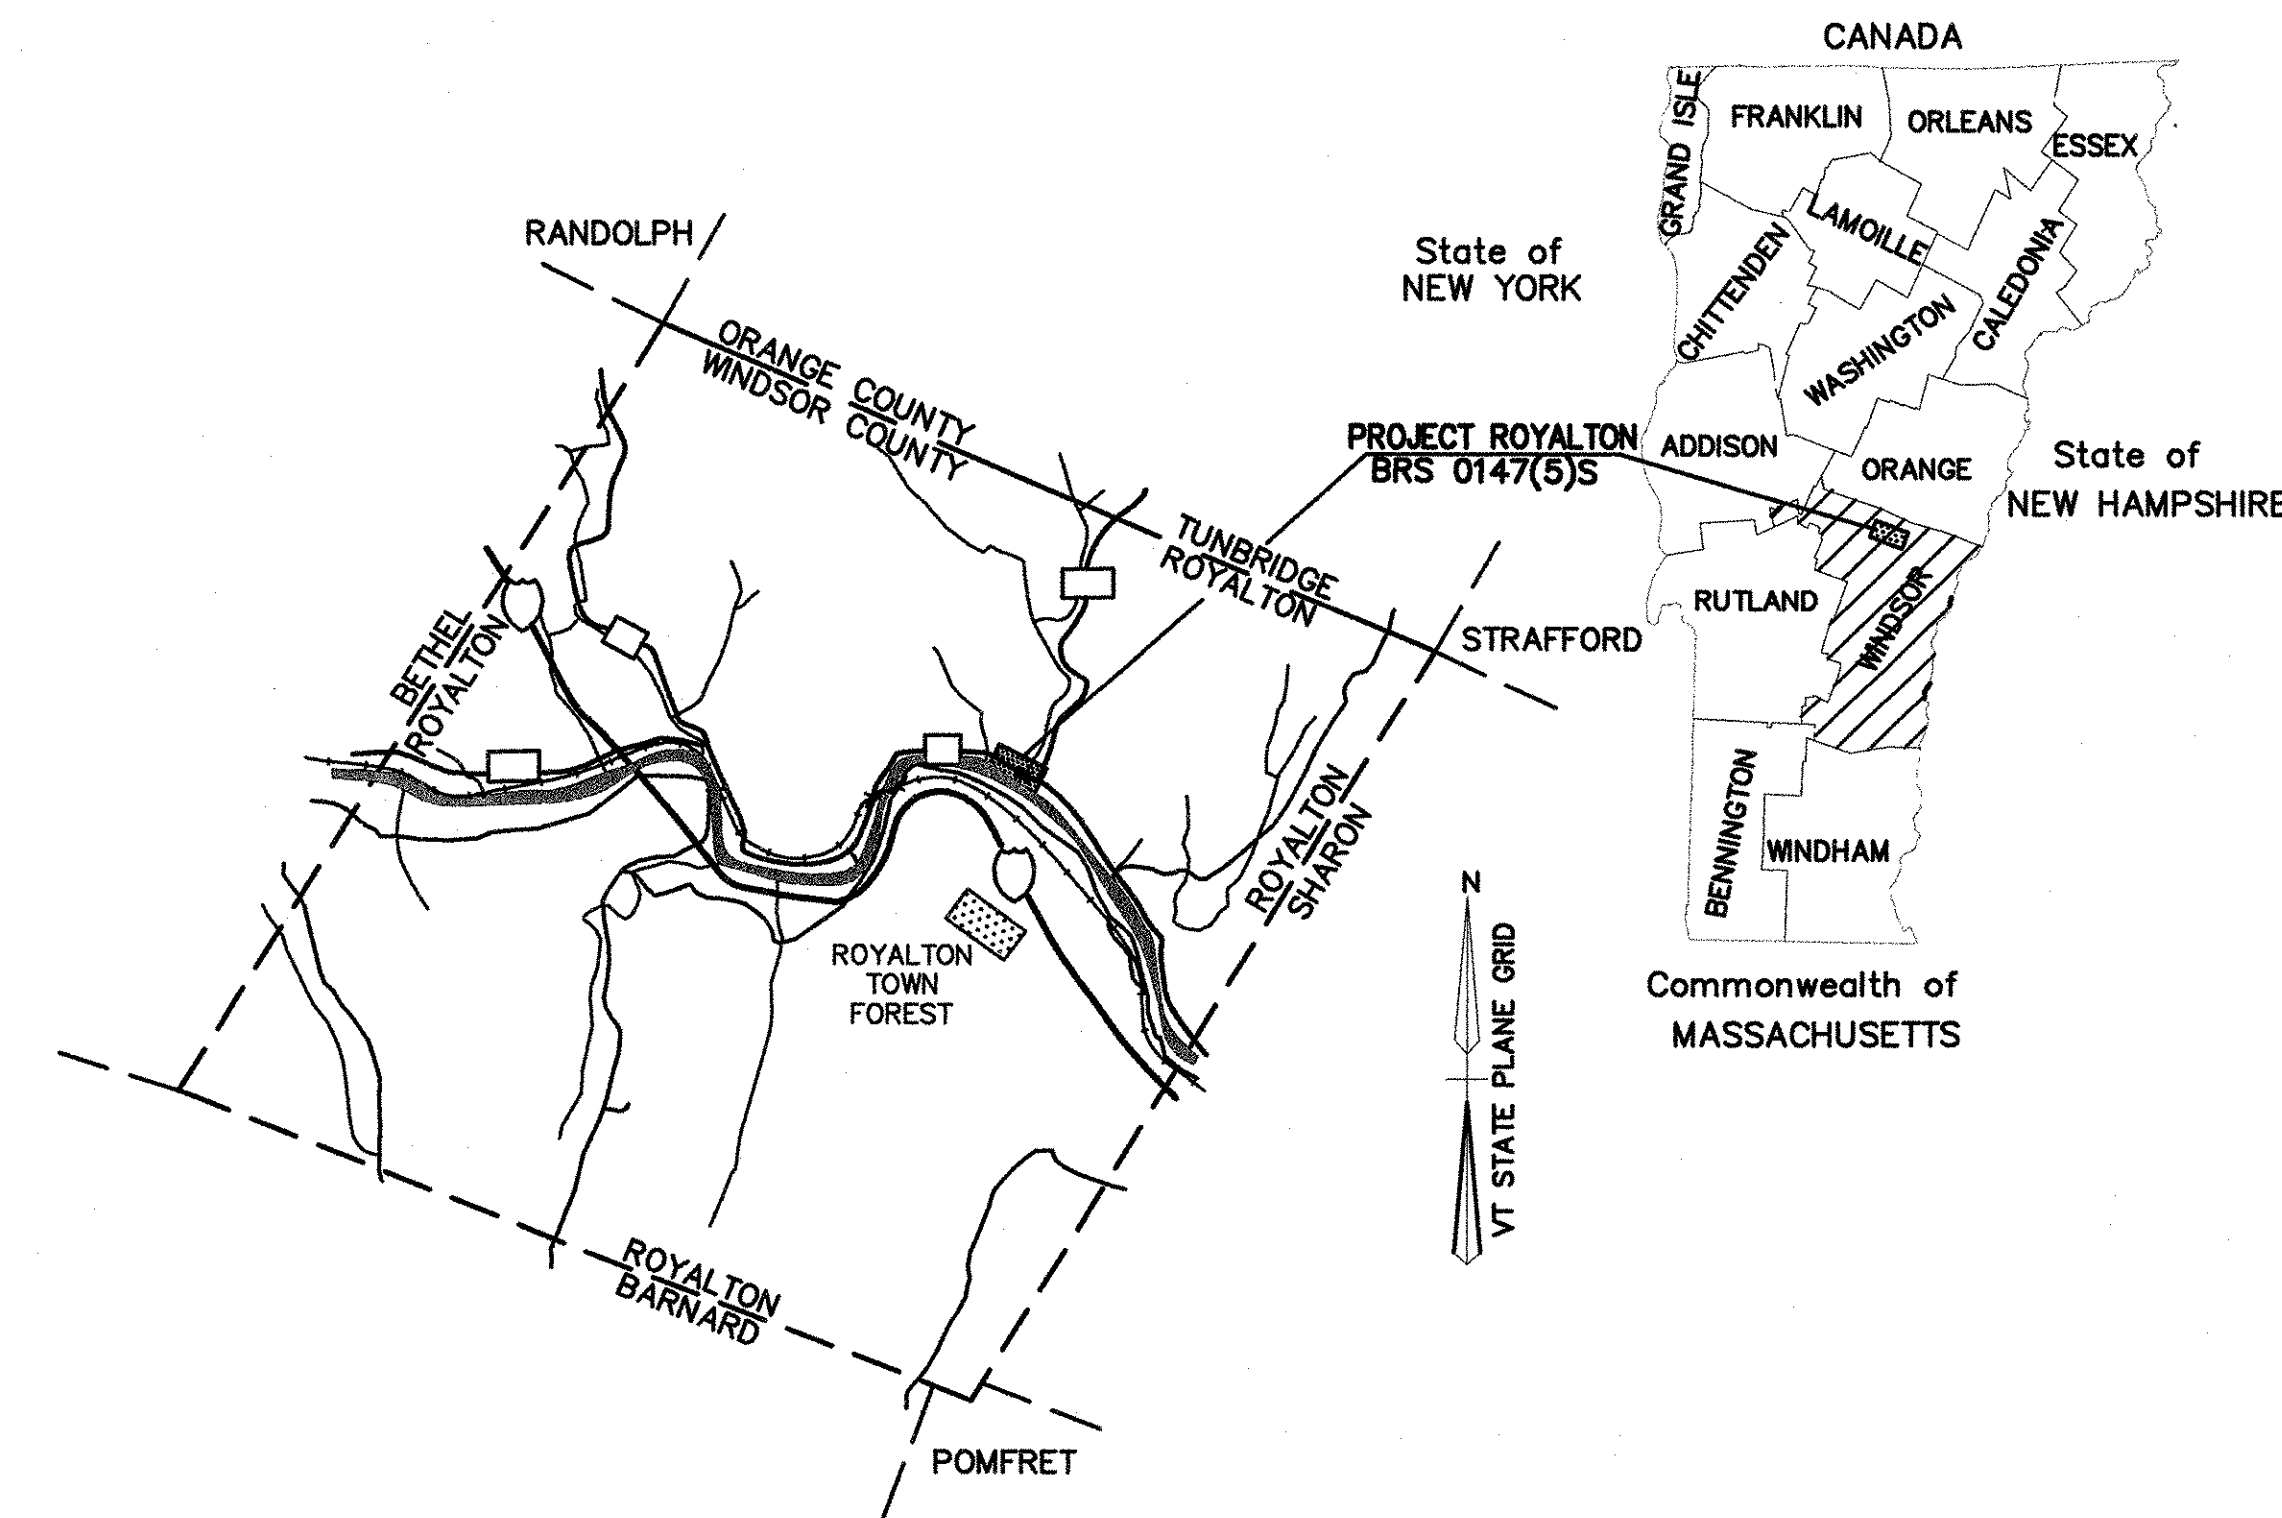 CANADA
GRAND ISLE
FRANKLIN
ORLEANS
ESSEX
LAMOILLE
CHITTENDEN
CALEDONIA
WASHINGTON
State of
NEW YORK
ADDISON
ORANGE
State of
NEW HAMPSHIRE
RUTLAND
WINDSOR
BENNINGTON
WINDHAM
Commonwealth of
MASSACHUSETTS
PROJECT ROYALTON
BRS 0147(5)S
RANDOLPH
ORANGE COUNTY
WINDSOR COUNTY
TUNBRIDGE
ROYALTON
STRAFFORD
BETHEL
ROYALTON
ROYALTON
SHARON
ROYALTON
TOWN
FOREST
N
VT STATE PLANE GRID
ROYALTON
BARNARD
POMFRET